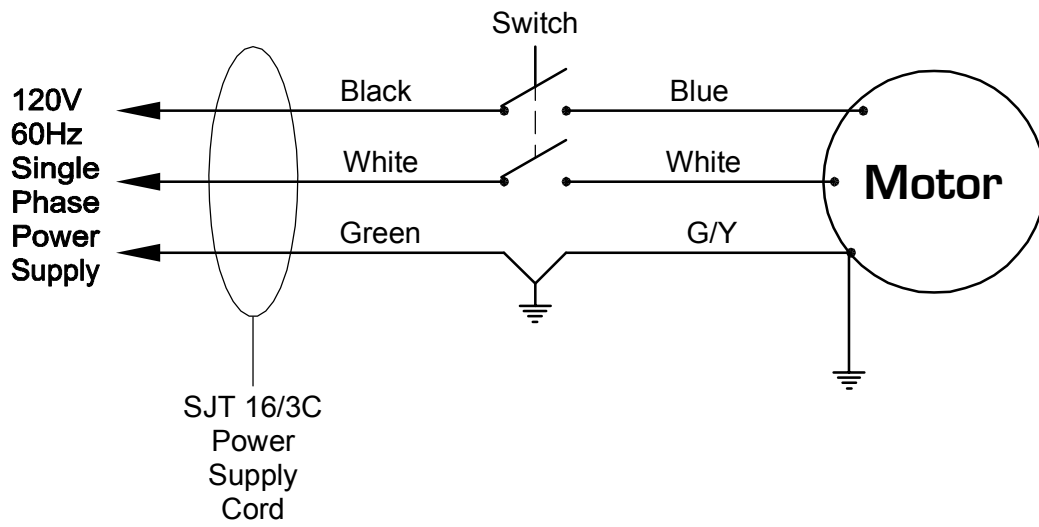 Switch
120V
60Hz
Single
Phase
Power
Supply
Black
Blue
White
White
Green
G/Y
Motor
SJT 16/3C
Power
Supply
Cord